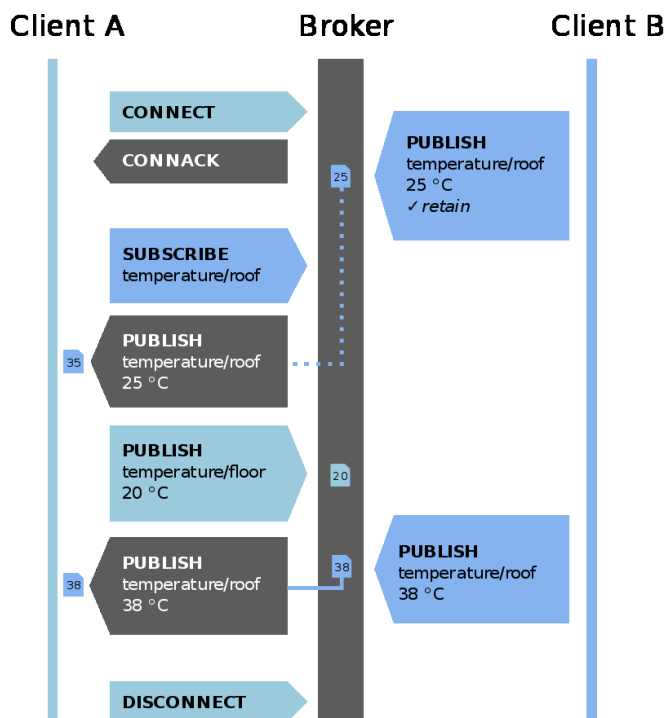 Client A
Broker
Client B
CONNECT
CONNACK
PUBLISH
temperature/roof
25 °C
✓ retain
25
SUBSCRIBE
temperature/roof
PUBLISH
temperature/roof
25 °C
35
PUBLISH
temperature/floor
20 °C
20
PUBLISH
temperature/roof
38 °C
38
38
PUBLISH
temperature/roof
38 °C
DISCONNECT